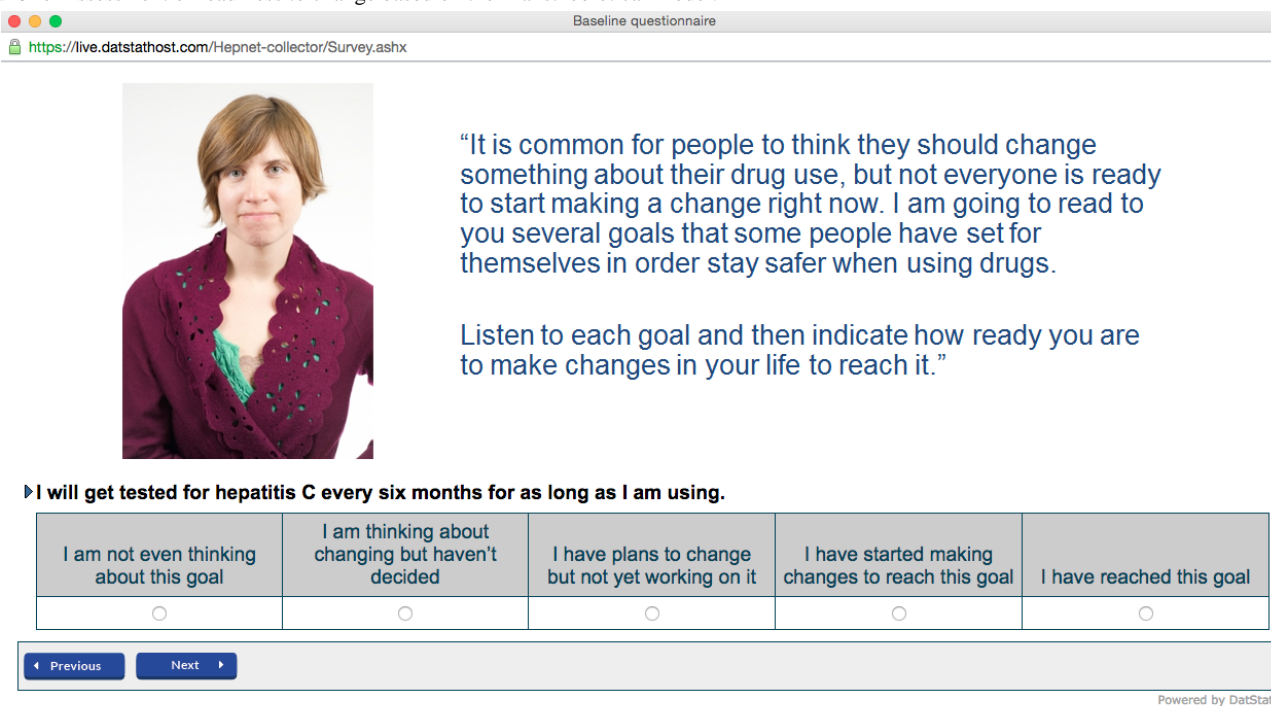 Baseline questionnaire
https://live.datstathost.com/Hepnet-collector/Survey.ashx
“It is common for people to think they should change
something about their drug use, but not everyone is ready
to start making a change right now. I am going to read to
you several goals that some people have set for
themselves in order stay safer when using drugs.
Listen to each goal and then indicate how ready you are
to make changes in your life to reach it.”
I will get tested for hepatitis C every six months for as long as I am using.
I am not even thinking
about this goal
I am thinking about
changing but haven’t
decided
I have plans to change
but not yet working on it
I have started making
changes to reach this goal
I have reached this goal
Previous
Next
Powered by DatStat